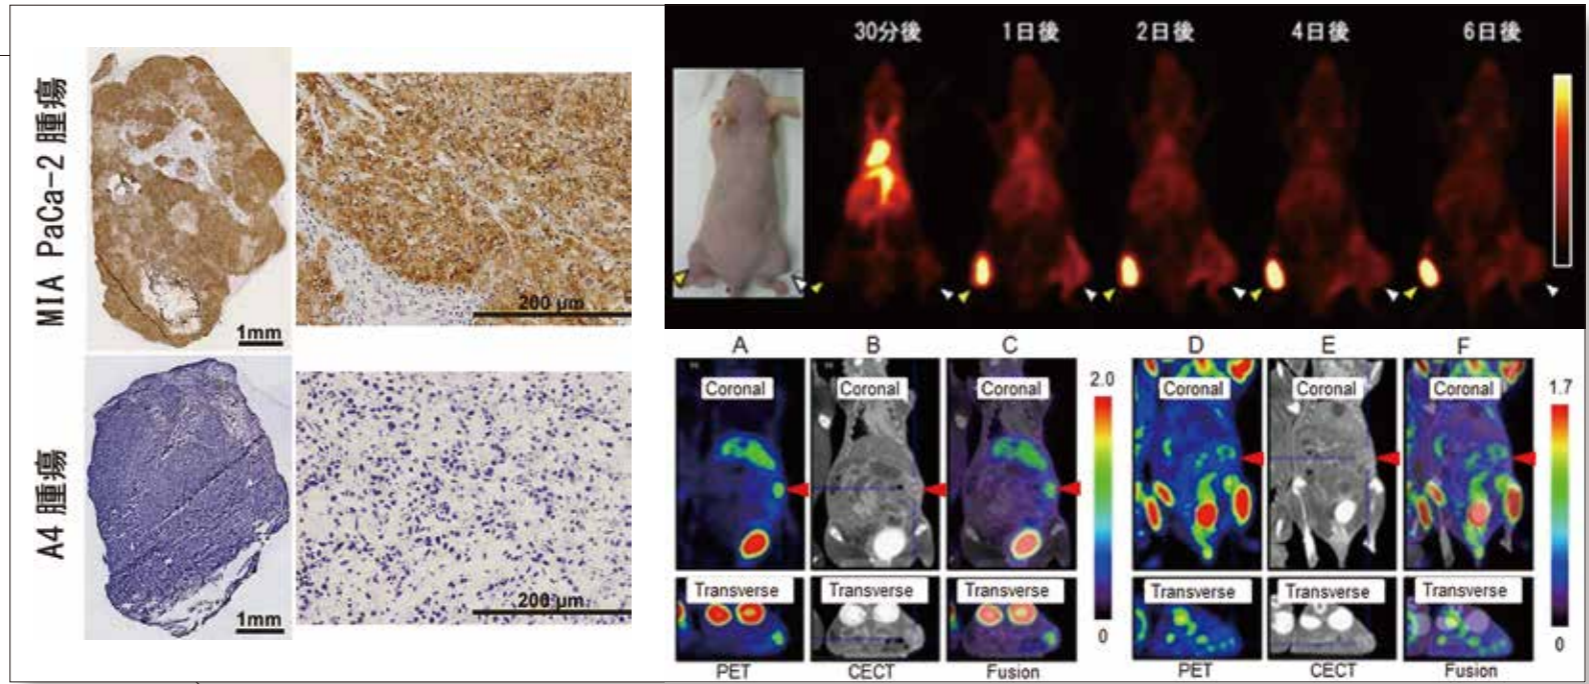 MIA PaCa-2 腫瘍
1mm
200 μm
A4 腫瘍
1mm
200 μm
30分後
1日後
2日後
4日後
6日後
A
B
C
D
E
F
Coronal
Coronal
Coronal
2.0
Coronal
Coronal
Coronal
1.7
Transverse
Transverse
Transverse
0
Transverse
Transverse
Transverse
0
PET
CECT
Fusion
PET
CECT
Fusion